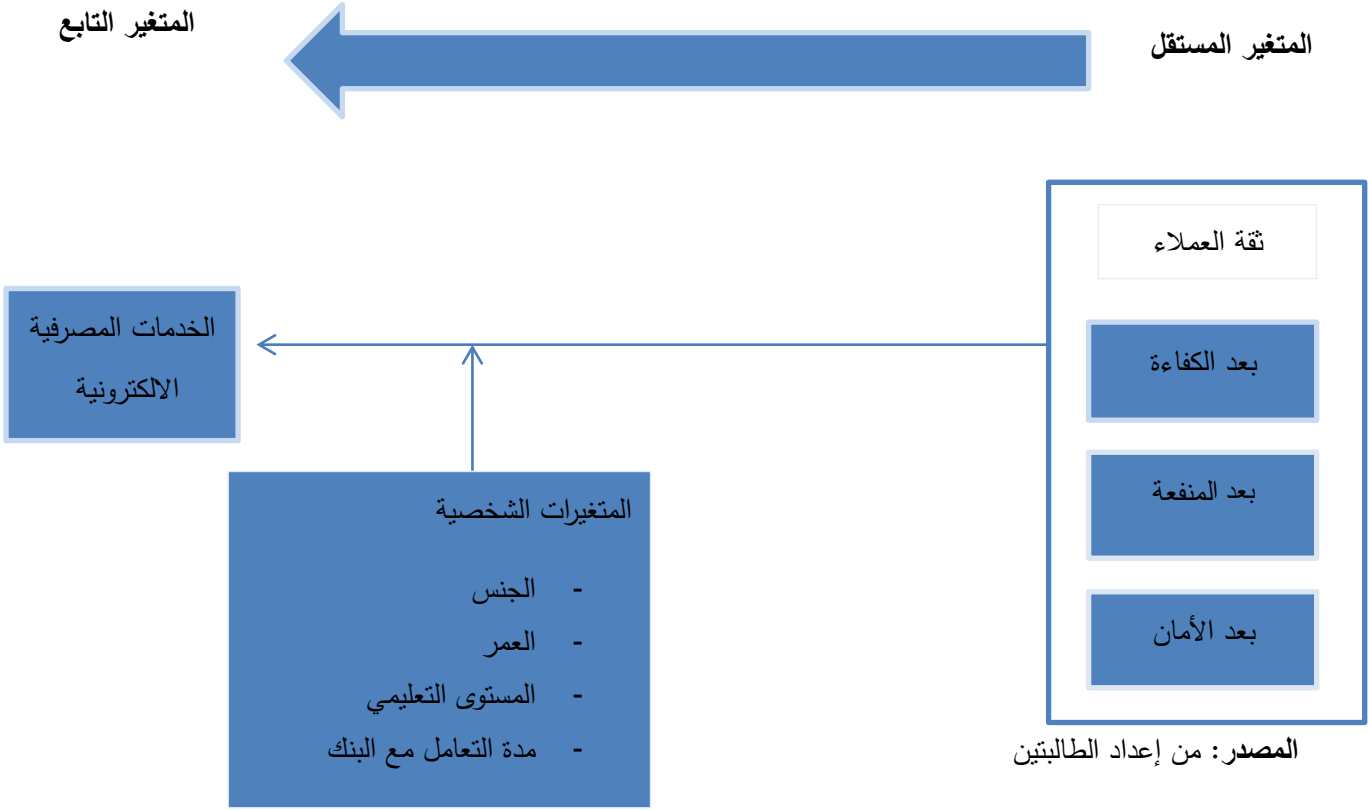 المتغير المستقل
المتغير التابع
ثقة العملاء
بعد الكفاءة
بعد المنفعة
بعد الأمان
الخدمات المصرفية
الالكترونية
المتغيرات الشخصية
- الجنس
- العمر
- المستوى التعليمي
- مدة التعامل مع البنك
المصدر: من إعداد الطالبتين